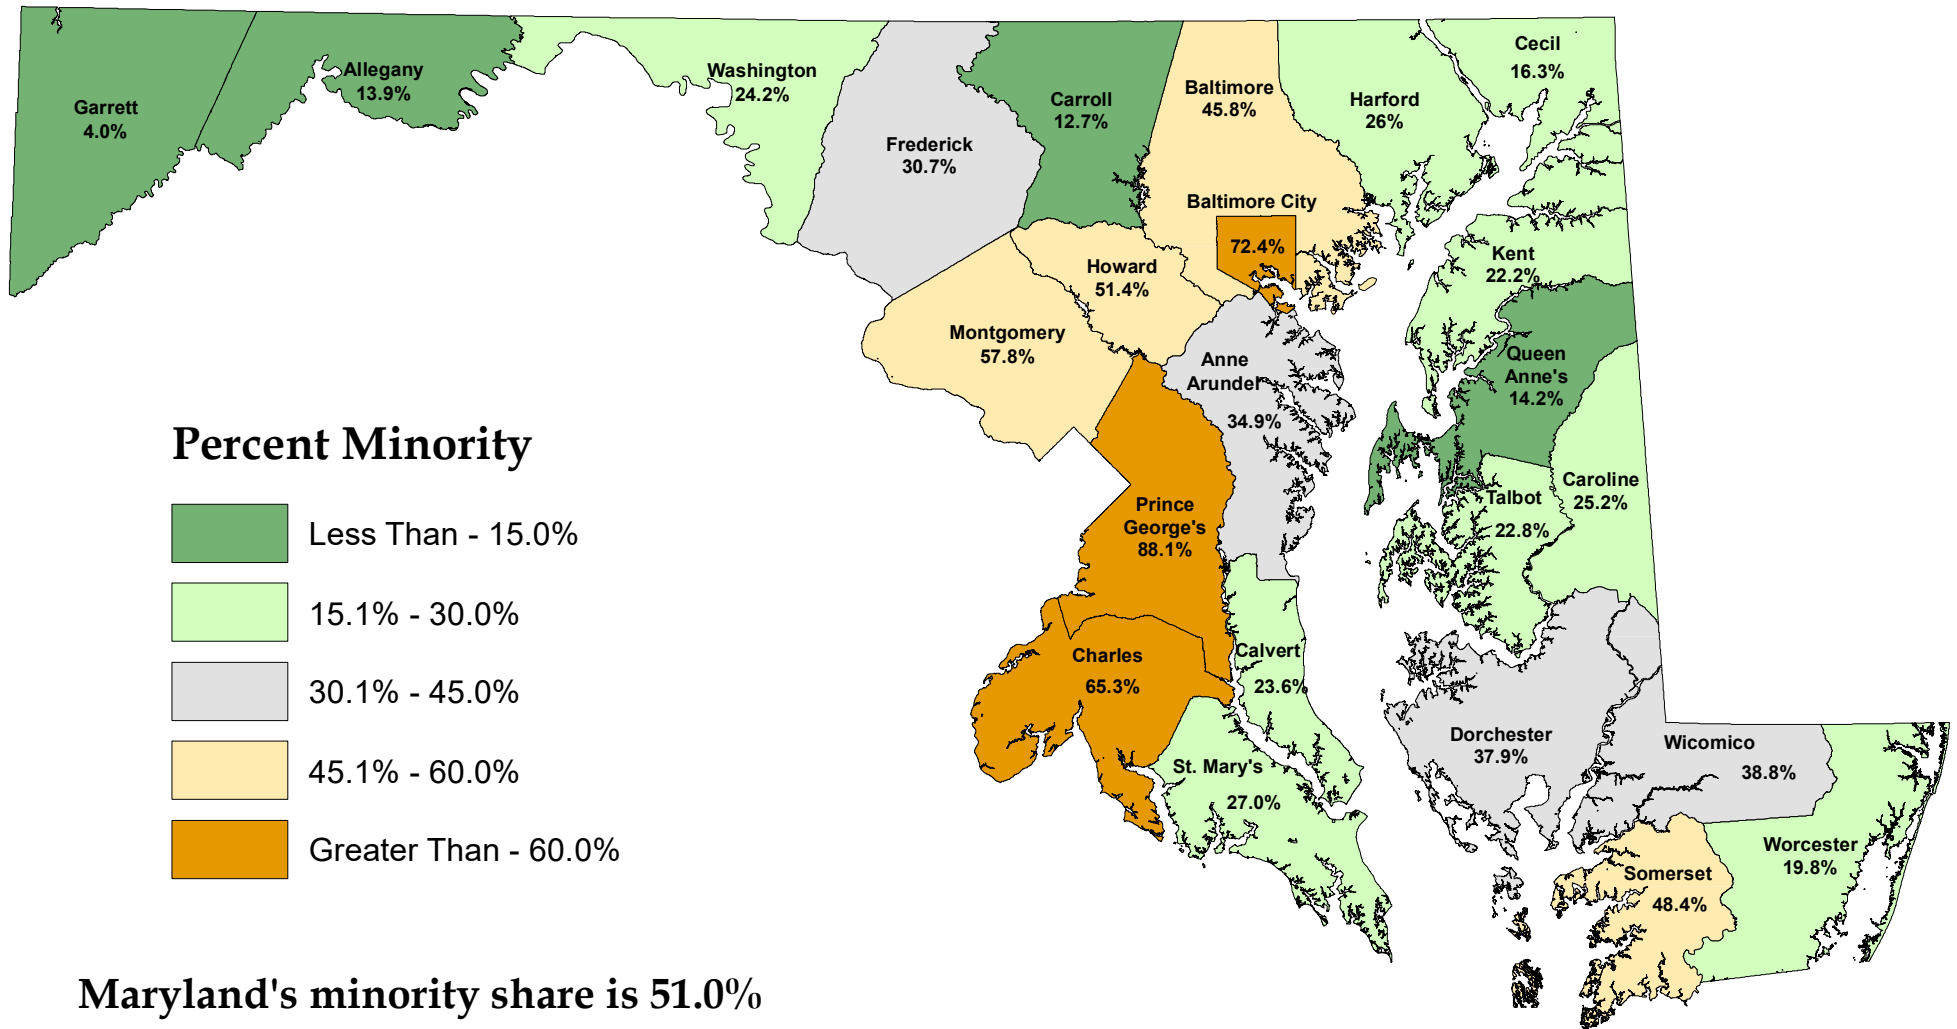 Garrett
4.0%
Allegany
13.9%
Washington
24.2%
Frederick
30.7%
Carroll
12.7%
Baltimore
45.8%
Baltimore City
72.4%
Harford
26%
Cecil
16.3%
Kent
22.2%
Howard
51.4%
Montgomery
57.8%
Anne
Arundel
34.9%
Queen
Anne's
14.2%
Caroline
25.2%
Talbot
22.8%
Prince
George's
88.1%
Charles
65.3%
Calvert
23.6%
St. Mary's
27.0%
Dorchester
37.9%
Wicomico
38.8%
Somerset
48.4%
Worcester
19.8%
Percent Minority
Less Than - 15.0%
15.1% - 30.0%
30.1% - 45.0%
45.1% - 60.0%
Greater Than - 60.0%
Maryland's minority share is 51.0%